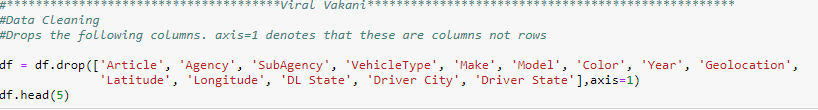 #**********************************Viral Vakani**********************************************
#Data Cleaning
#Drops the following columns. axis=1 denotes that these are columns not rows
df = df.drop(['Article', 'Agency', 'SubAgency', 'VehicleType', 'Make', 'Model', 'Color', 'Year', 'Geolocation',
'Latitude', 'Longitude', 'DL State', 'Driver City', 'Driver State'],axis=1)
df.head(5)